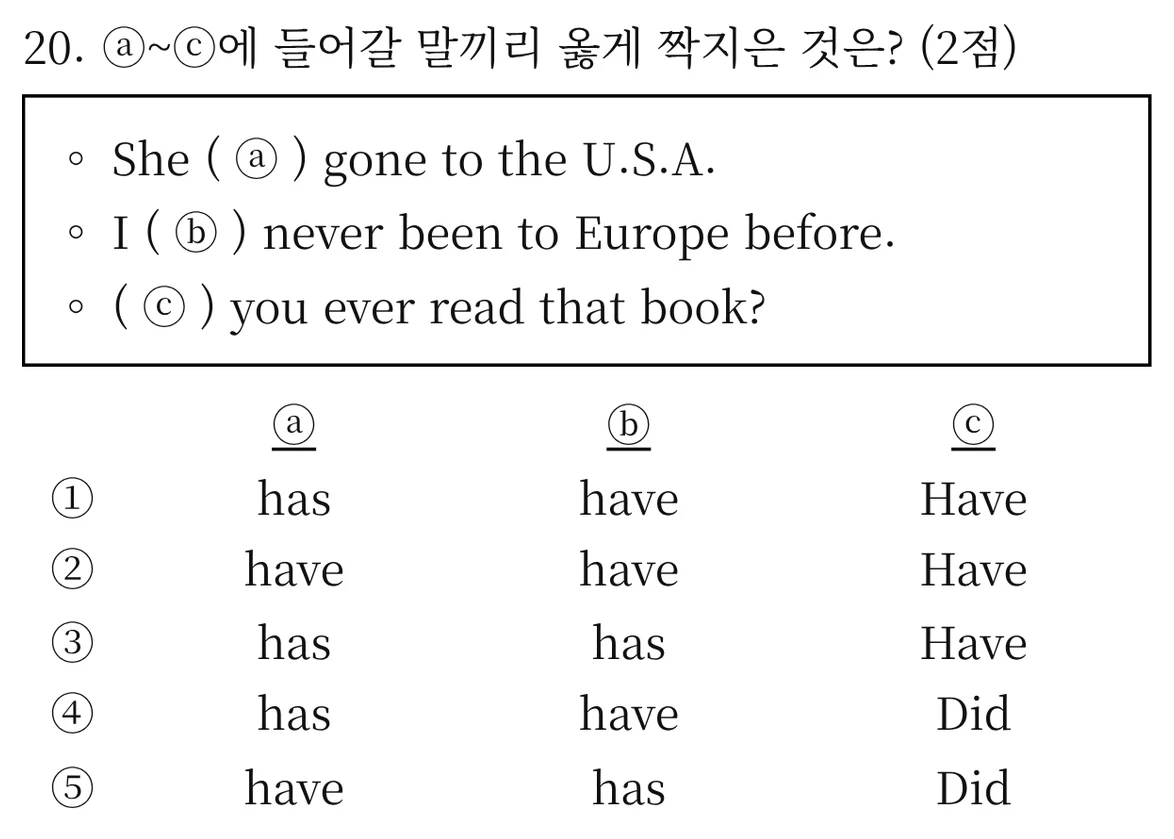 20. ⓐ~ⓒ에 들어갈 말끼리 옳게 짝지은 것은? (2점)
◦ She ( ⓐ ) gone to the U.S.A.
◦ I ( ⓑ ) never been to Europe before.
◦ ( ⓒ ) you ever read that book?
ⓐ ⓑ ⓒ
① has have Have
② have have Have
③ has has Have
④ has have Did
⑤ have has Did